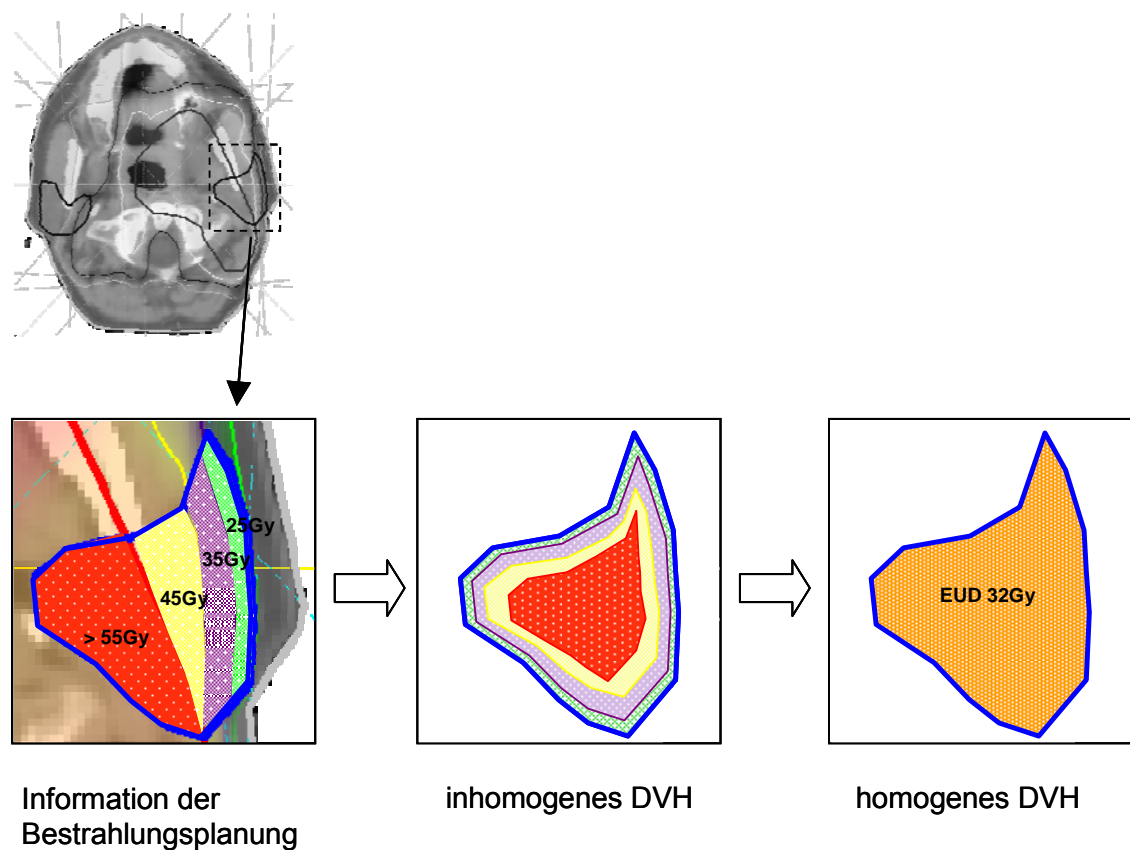 25Gy
35Gy
45Gy
> 55Gy
EUD 32Gy
Information der
Bestrahlungsplanung
inhomogenes DVH
homogenes DVH